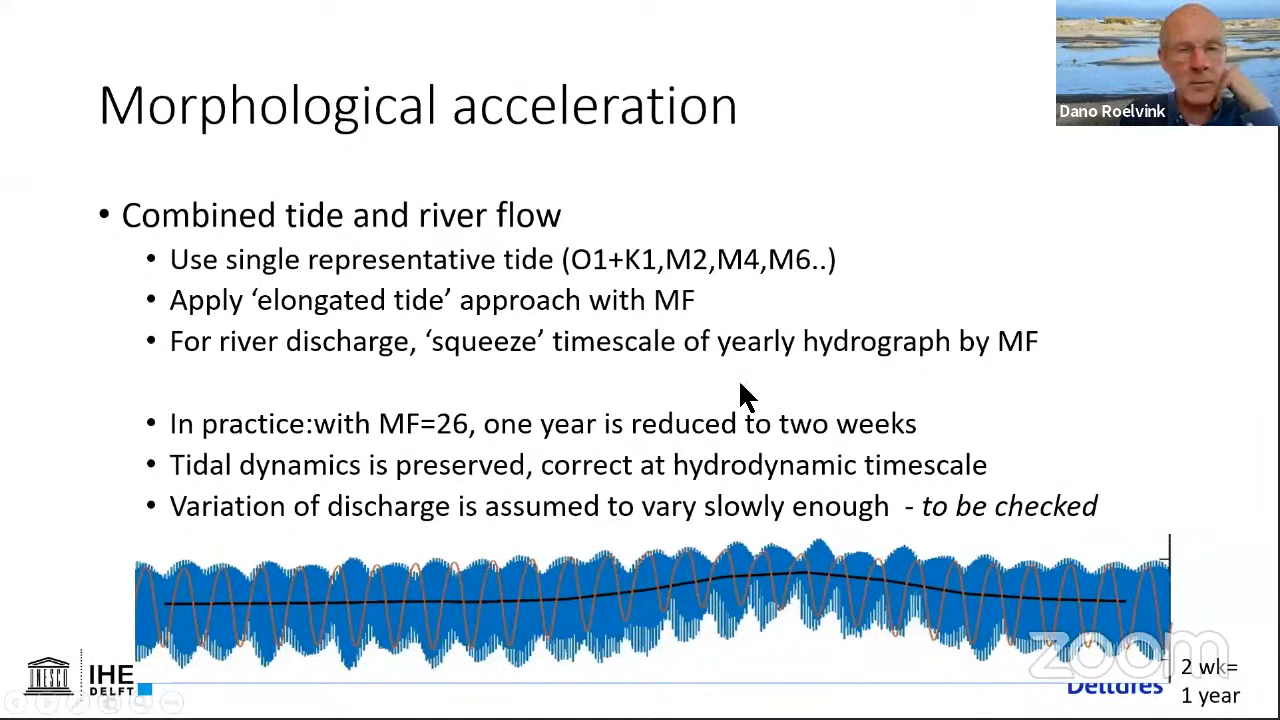 Dano Roelvink
Morphological acceleration
• Combined tide and river flow
• Use single representative tide (O1+K1,M2,M4,M6..)
• Apply ‘elongated tide’ approach with MF
• For river discharge, ‘squeeze’ timescale of yearly hydrograph by MF
• In practice:with MF=26, one year is reduced to two weeks
• Tidal dynamics is preserved, correct at hydrodynamic timescale
• Variation of discharge is assumed to vary slowly enough - to be checked
zoom
unesco
IHE
DELFT
Deltares
2 wk=
1 year